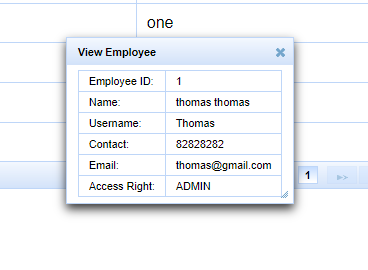 one
View Employee
Employee ID: 1
Name: thomas thomas
Username: Thomas
Contact: 82828282
Email: thomas@gmail.com
Access Right: ADMIN
1